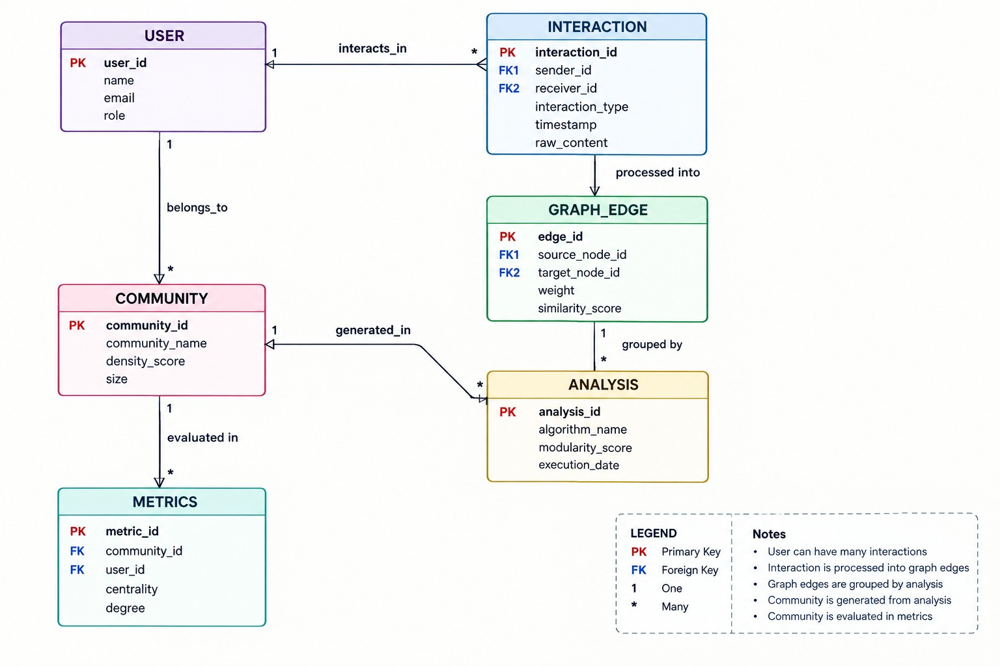 USER
PK user_id
name
email
role
1
interacts_in
*
INTERACTION
PK interaction_id
FK1 sender_id
FK2 receiver_id
interaction_type
timestamp
raw_content
1
belongs_to
*
processed into
GRAPH_EDGE
PK edge_id
FK1 source_node_id
FK2 target_node_id
weight
similarity_score
COMMUNITY
PK community_id
community_name
density_score
size
1
generated_in
*
1
grouped by
*
ANALYSIS
PK analysis_id
algorithm_name
modularity_score
execution_date
1
evaluated in
*
METRICS
PK metric_id
FK community_id
FK user_id
centrality
degree
LEGEND
PK Primary Key
FK Foreign Key
1 One
* Many
Notes
• User can have many interactions
• Interaction is processed into graph edges
• Graph edges are grouped by analysis
• Community is generated from analysis
• Community is evaluated in metrics